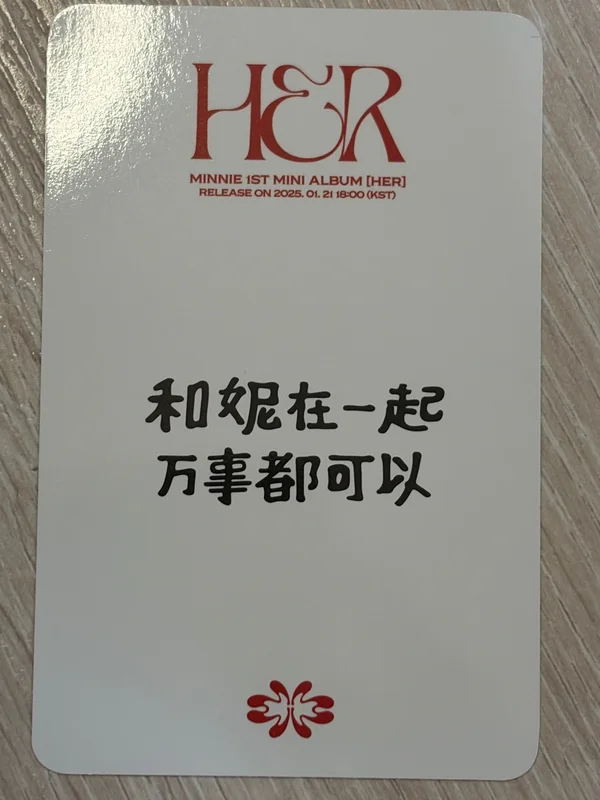 HER
MINNIE 1ST MINI ALBUM [HER]
RELEASE ON 2025. 01. 21 18:00 (KST)
和妮在一起
万事都可以